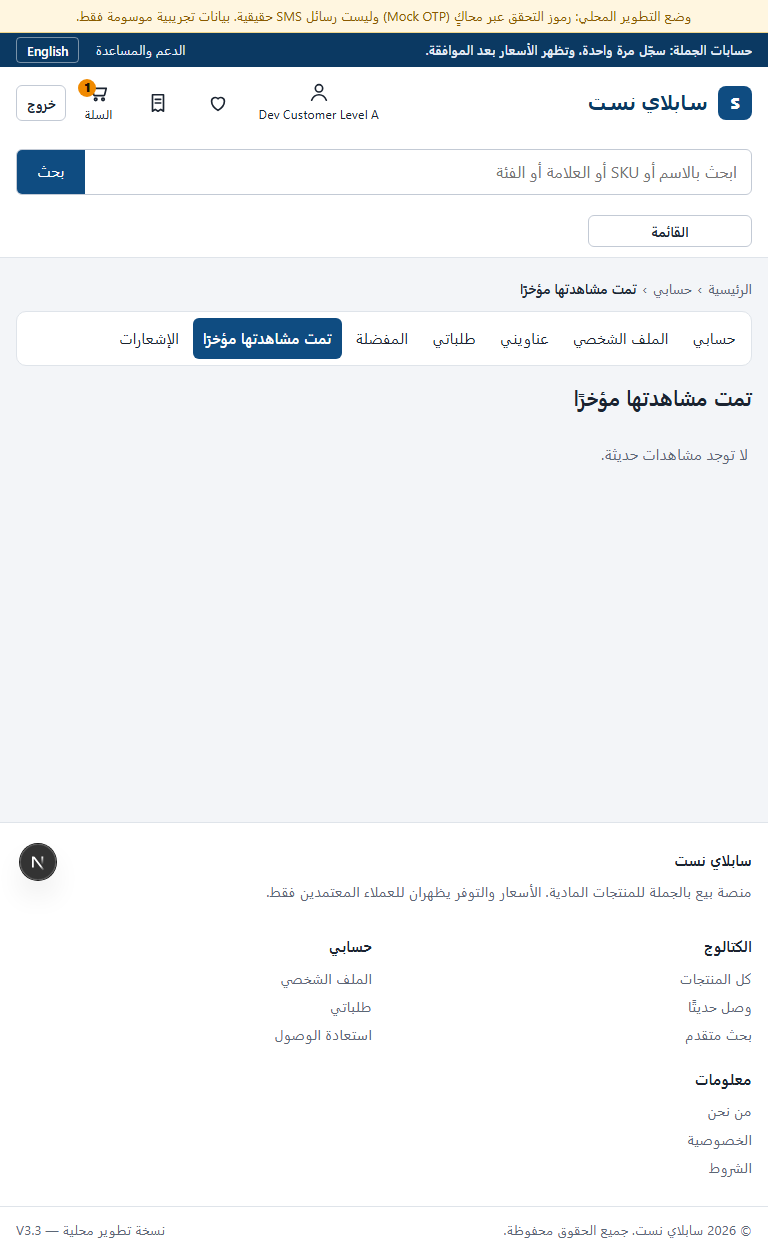 وضع التطوير المحلي: رموز التحقق عبر محاكٍ (Mock OTP) وليست رسائل SMS حقيقية. بيانات تجريبية موسومة فقط.
حسابات الجملة: سجّل مرة واحدة، وتظهر الأسعار بعد الموافقة.
الدعم والمساعدة
English
S
سابلاي نست
Dev Customer Level A
1
السلة
خروج
ابحث بالاسم أو SKU أو العلامة أو الفئة
بحث
القائمة
الرئيسية › حسابي › تمت مشاهدتها مؤخرًا
حسابي الملف الشخصي عناويني طلباتي المفضلة تمت مشاهدتها مؤخرًا الإشعارات
تمت مشاهدتها مؤخرًا
لا توجد مشاهدات حديثة.
سابلاي نست
منصة بيع بالجملة للمنتجات المادية. الأسعار والتوفر يظهران للعملاء المعتمدين فقط.
N
الكتالوج
كل المنتجات
وصل حديثًا
بحث متقدم
حسابي
الملف الشخصي
طلباتي
استعادة الوصول
معلومات
من نحن
الخصوصية
الشروط
© 2026 سابلاي نست. جميع الحقوق محفوظة.
نسخة تطوير محلية — V3.3